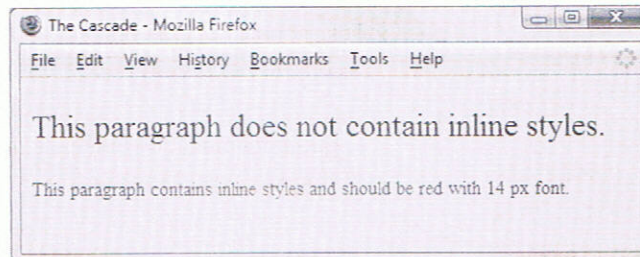 The Cascade - Mozilla Firefox
File Edit View History Bookmarks Tools Help
This paragraph does not contain inline styles.
This paragraph contains inline styles and should be red with 14 px font.